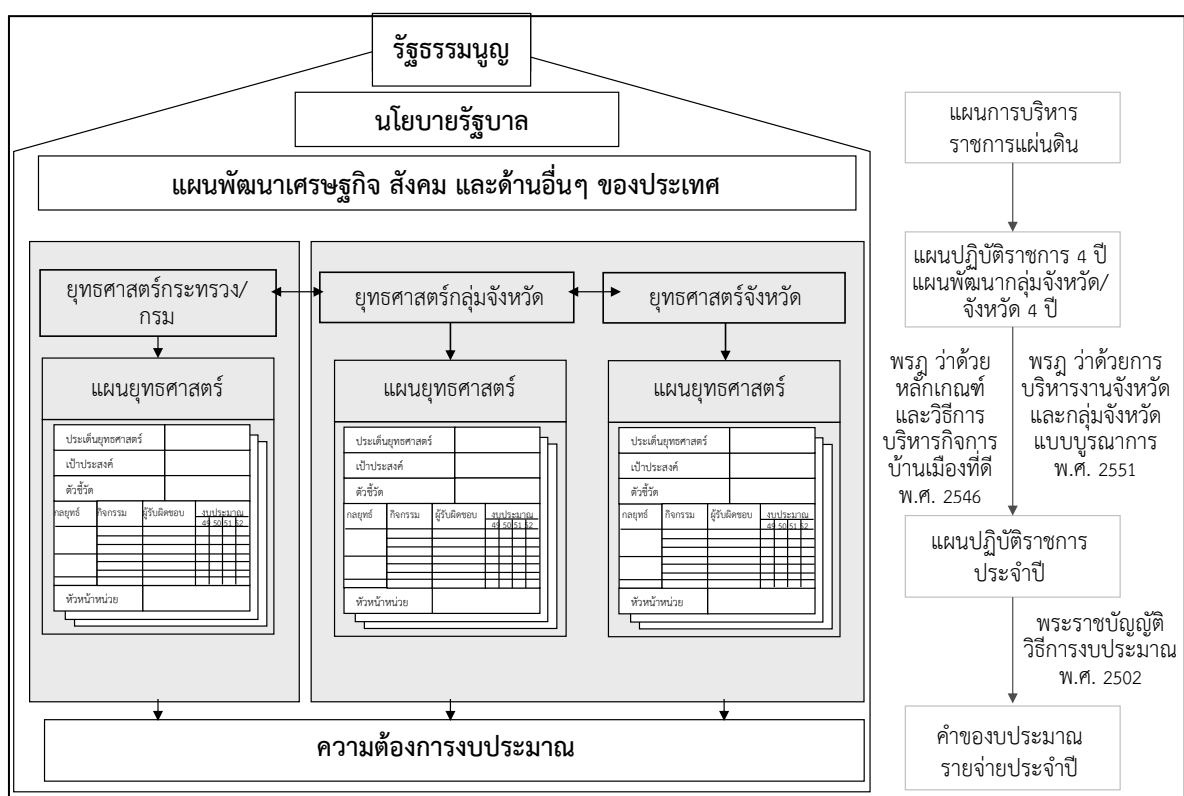 รัฐธรรมนูญ
นโยบายรัฐบาล
แผนพัฒนาเศรษฐกิจ สังคม และด้านอื่นๆ ของประเทศ
ยุทธศาสตร์กระทรวง/
กรม
ยุทธศาสตร์กลุ่มจังหวัด
ยุทธศาสตร์จังหวัด
แผนยุทธศาสตร์
ประเด็นยุทธศาสตร์
เป้าประสงค์
ตัวชี้วัด
กลยุทธ์ กิจกรรม ผู้รับผิดชอบ งบประมาณ
49 50 51 52
หัวหน้าหน่วย
แผนยุทธศาสตร์
ประเด็นยุทธศาสตร์
เป้าประสงค์
ตัวชี้วัด
กลยุทธ์ กิจกรรม ผู้รับผิดชอบ งบประมาณ
49 50 51 52
หัวหน้าหน่วย
แผนยุทธศาสตร์
ประเด็นยุทธศาสตร์
เป้าประสงค์
ตัวชี้วัด
กลยุทธ์ กิจกรรม ผู้รับผิดชอบ งบประมาณ
49 50 51 52
หัวหน้าหน่วย
ความต้องการงบประมาณ
แผนการบริหาร
ราชการแผ่นดิน
แผนปฏิบัติราชการ 4 ปี
แผนพัฒนากลุ่มจังหวัด/
จังหวัด 4 ปี
พรฎ ว่าด้วย
หลักเกณฑ์
และวิธีการ
บริหารกิจการ
บ้านเมืองที่ดี
พ.ศ. 2546
พรฎ ว่าด้วยการ
บริหารงานจังหวัด
และกลุ่มจังหวัด
แบบบูรณาการ
พ.ศ. 2551
แผนปฏิบัติราชการ
ประจำปี
พระราชบัญญัติ
วิธีการงบประมาณ
พ.ศ. 2502
คำของบประมาณ
รายจ่ายประจำปี